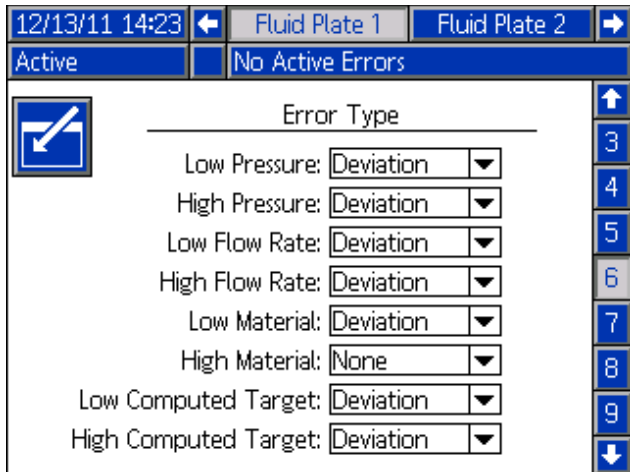 12/13/11 14:23 Fluid Plate 1 Fluid Plate 2
Active No Active Errors
Error Type
3
Low Pressure: Deviation
4
High Pressure: Deviation
5
Low Flow Rate: Deviation
6
High Flow Rate: Deviation
7
Low Material: Deviation
8
High Material: None
9
Low Computed Target: Deviation
High Computed Target: Deviation